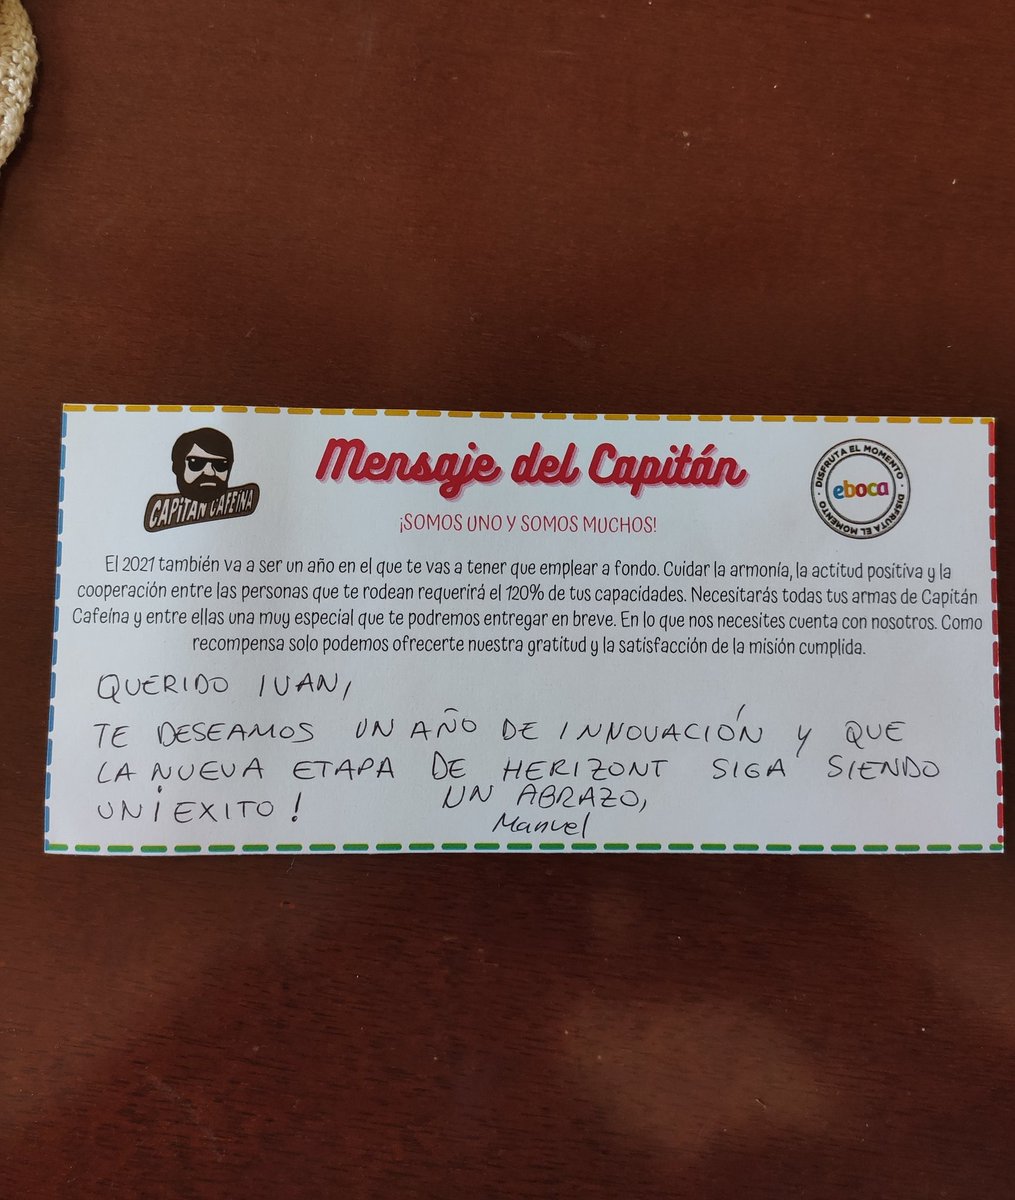 Mensaje del Capitán
CAPITAN CAFEINA
DISFRUTA EL MOMENTO · DISFRUTA EL MOMENTO ·
eboca
¡SOMOS UNO Y SOMOS MUCHOS!
El 2021 también va a ser un año en el que te vas a tener que emplear a fondo. Cuidar la armonía, la actitud positiva y la
cooperación entre las personas que te rodean requerirá el 120% de tus capacidades. Necesitarás todas tus armas de Capitán
Cafeína y entre ellas una muy especial que te podremos entregar en breve. En lo que nos necesites cuenta con nosotros. Como
recompensa solo podemos ofrecerte nuestra gratitud y la satisfacción de la misión cumplida.
QUERIDO IVAN,
TE DESEAMOS UN AÑO DE INNOVACIÓN Y QUE
LA NUEVA ETAPA DE HERIZONT SIGA SIENDO
UN ¡EXITO!
UN ABRAZO,
Manuel